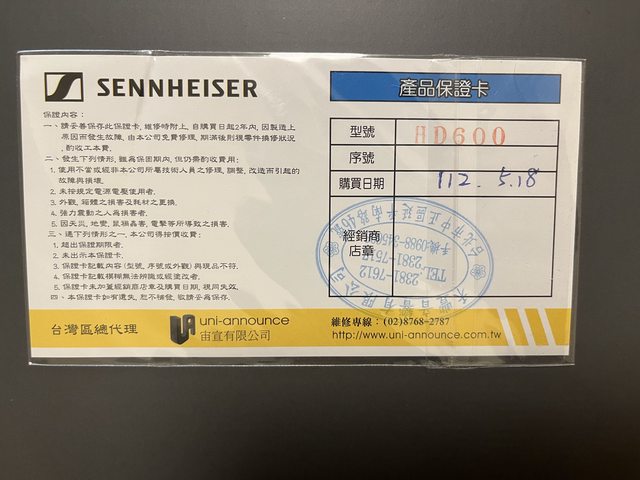 SENNHEISER
產品保證卡
保證內容：
一、請妥善保存此保證卡, 維修時附上, 自購買日起2年內, 因製造上
原因而發生故障, 由本公司免費修理, 期滿後則視零件換修狀況
, 酌收工本費.
二、發生下列情形, 雖為保固期內, 但仍需酌收費用:
1. 使用不當或經非本公司所屬技術人員之修理, 調整, 改造而引起的
故障與損壞.
2. 未按規定電源電壓使用者.
3. 外觀, 箱體之損害及耗材之更換.
4. 強力震動之人為損害者.
5. 因天災, 地變, 鼠蟻蟲害, 電擊等所導致之損害.
三、遇下列情形之一, 本公司得按價收費:
1. 超出保證期限者.
2. 未出示本保證卡.
3. 保證卡記載內容 (型號, 序號或外觀) 與現品不符.
4. 保證卡記載模糊無法辨識或經塗改者.
5. 保證卡未加蓋經銷商店章及購買日期, 視同失效.
四、本保證卡如有遺失, 恕不補發, 敬請妥為保存.
型號 HD600
序號
購買日期 112. 5.18
經銷商
店章
TEL: 2381-7612
台灣區總代理
UA
uni-announce
宙宣有限公司
維修專線：(02)8768-2787
http://www.uni-announce.com.tw